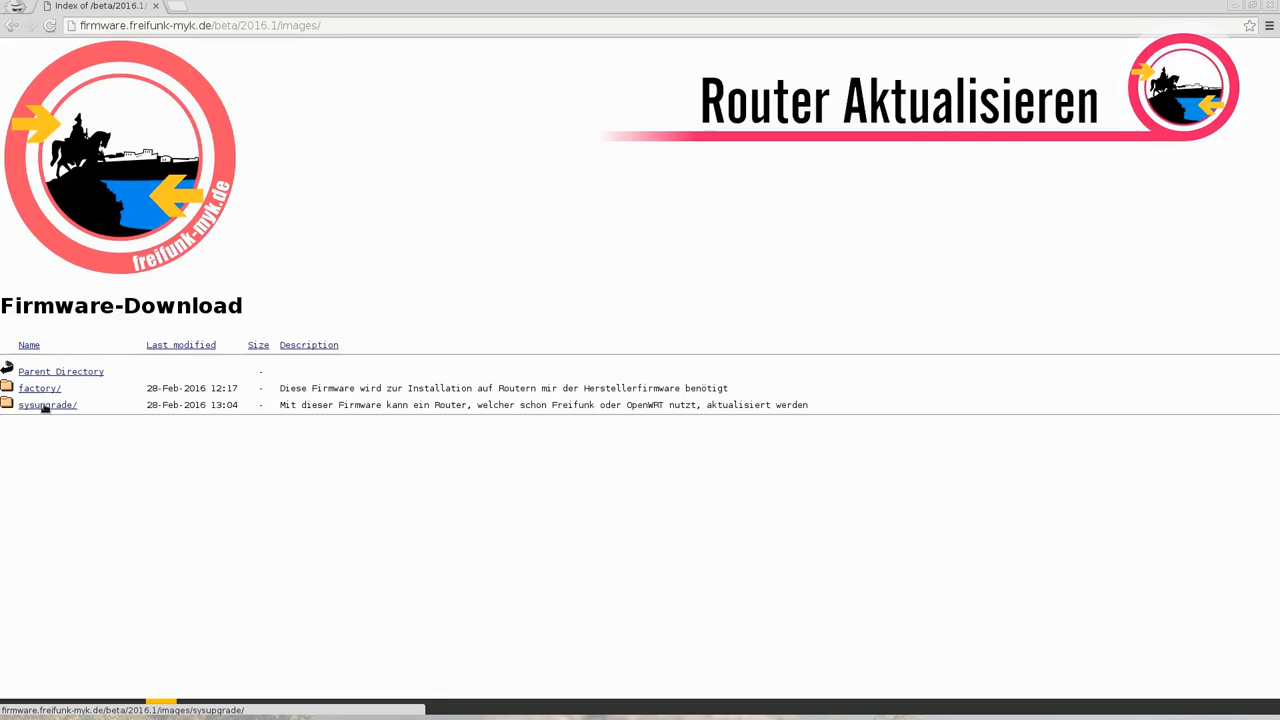 Index of /beta/2016.1/
firmware.freifunk-myk.de/beta/2016.1/images/
Router Aktualisieren
freifunk-myk.de
Firmware-Download
Name Last modified Size Description
Parent Directory -
factory/ 28-Feb-2016 12:17 - Diese Firmware wird zur Installation auf Routern mir der Herstellerfirmware benötigt
sysupgrade/ 28-Feb-2016 13:04 - Mit dieser Firmware kann ein Router, welcher schon Freifunk oder OpenWRT nutzt, aktualisiert werden
firmware.freifunk-myk.de/beta/2016.1/images/sysupgrade/